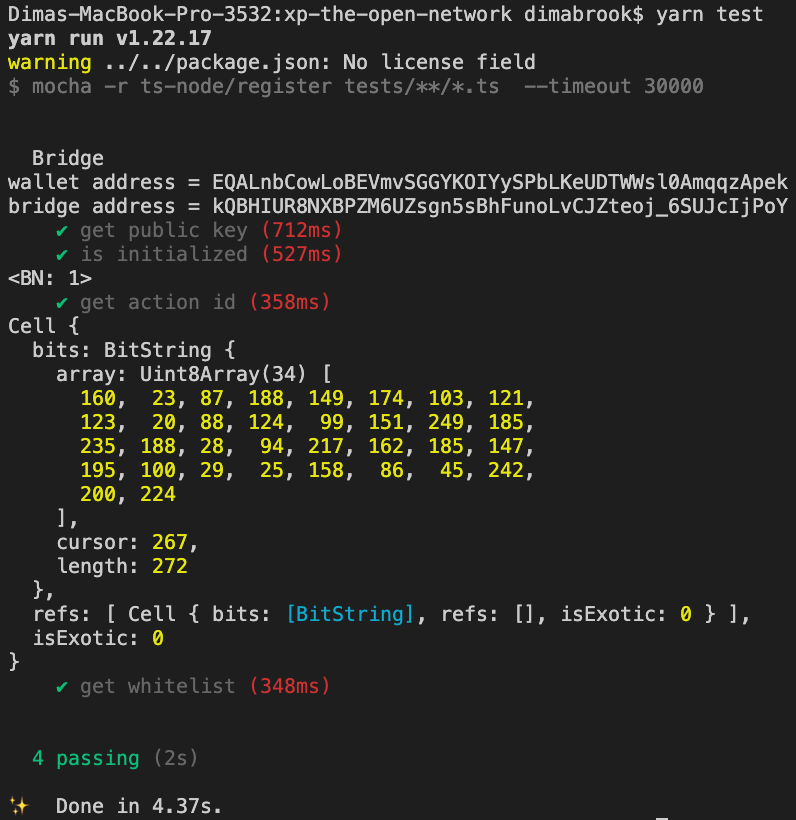 Dimas-MacBook-Pro-3532:xp-the-open-network dimabrook$ yarn test
yarn run v1.22.17
warning ../../package.json: No license field
$ mocha -r ts-node/register tests/**/*.ts  --timeout 30000
Bridge
wallet address = EQALnbCowLoBEVmvSGGYKOIYySPbLKeUDTWWsl0AmqqzApek
bridge address = kQBHIUR8NXBPZM6UZsgn5sBhFunoLvCJZteoj_6SUJcIjPoY
✔ get public key (712ms)
✔ is initialized (527ms)
<BN: 1>
✔ get action id (358ms)
Cell {
bits: BitString {
array: Uint8Array(34) [
160,  23, 87, 188, 149, 174, 103, 121,
123,  20, 88, 124,  99, 151, 249, 185,
235, 188, 28,  94, 217, 162, 185, 147,
195, 100, 29,  25, 158,  86,  45, 242,
200, 224
],
cursor: 267,
length: 272
},
refs: [ Cell { bits: [BitString], refs: [], isExotic: 0 } ],
isExotic: 0
}
✔ get whitelist (348ms)
4 passing (2s)
✨  Done in 4.37s.